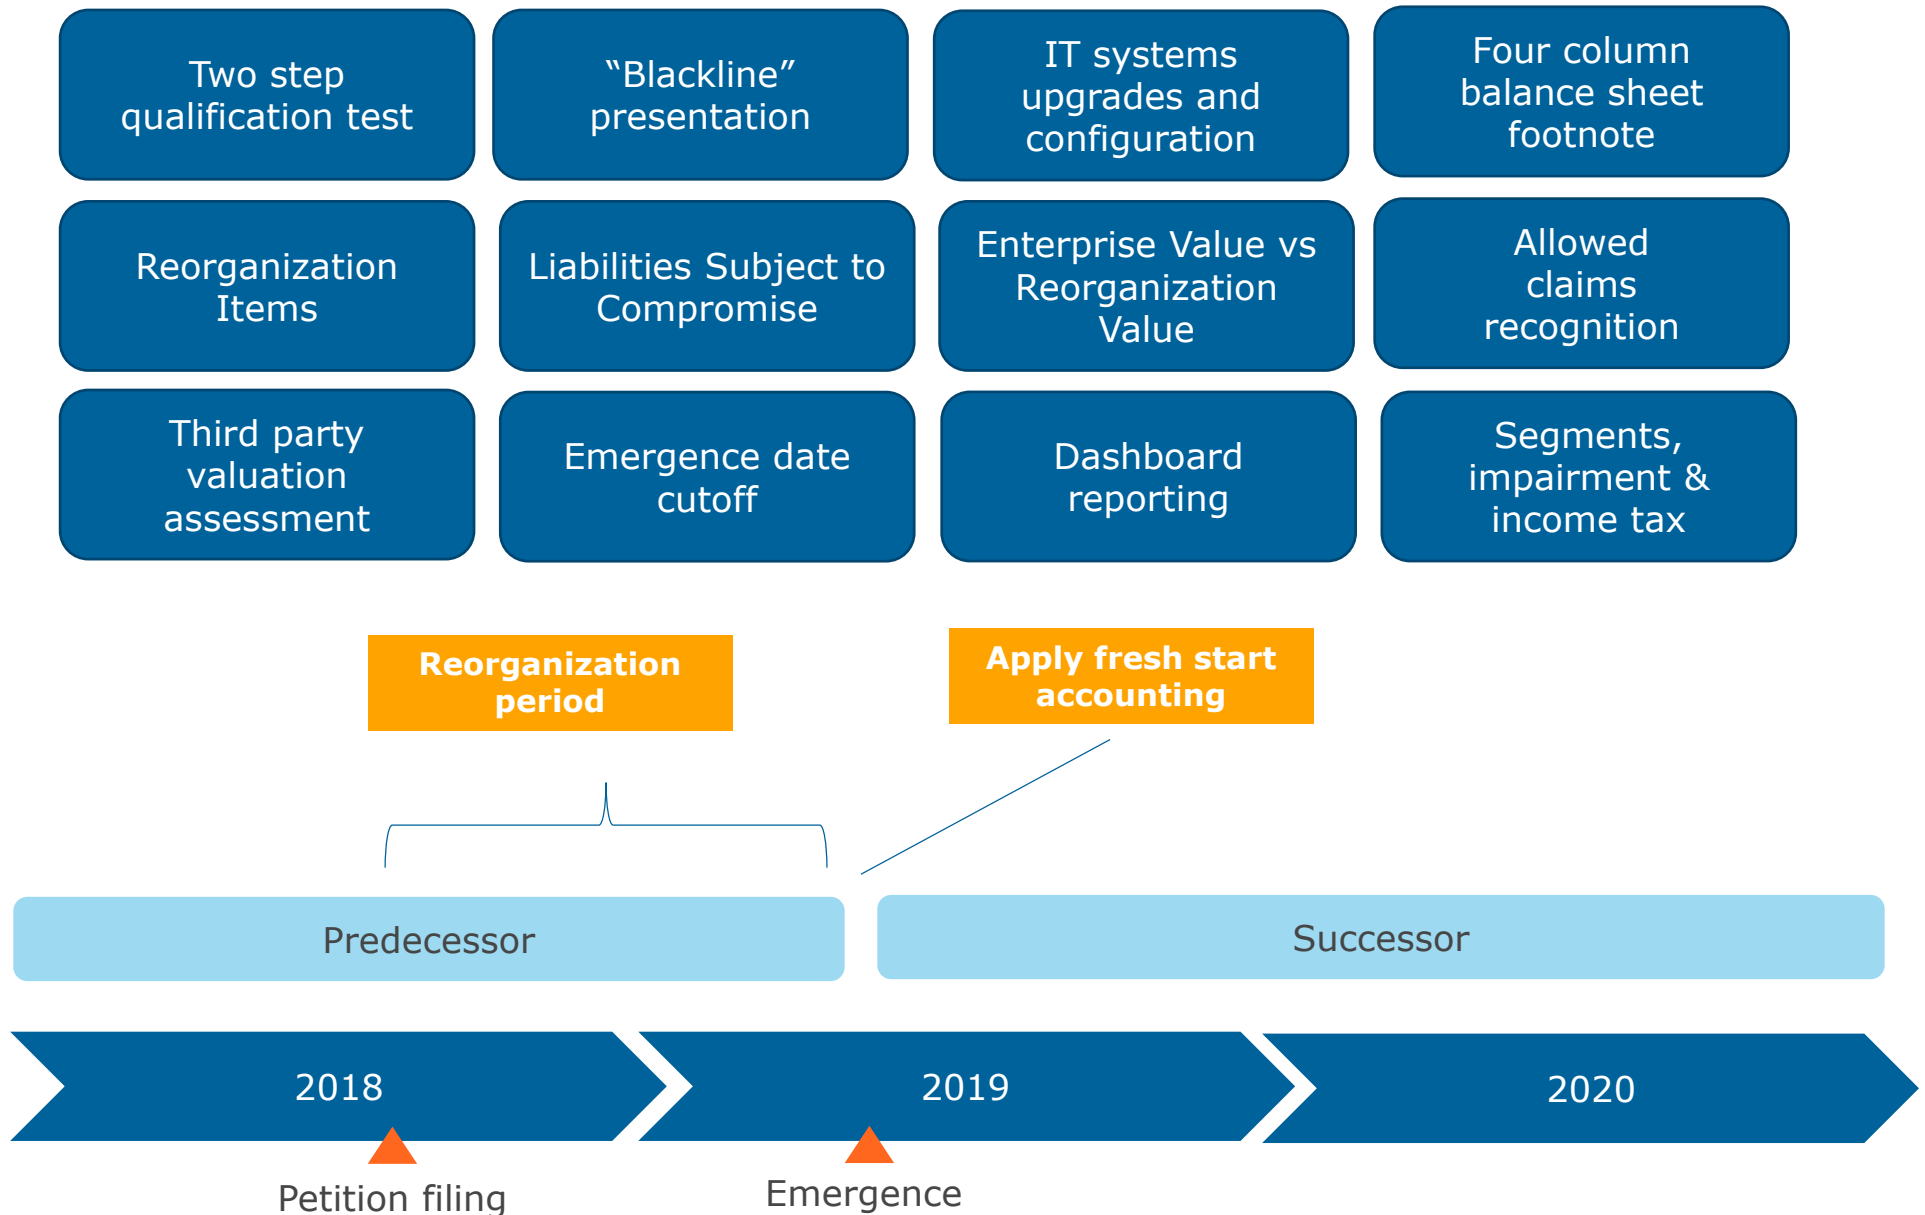 Two step
qualification test
“Blackline”
presentation
IT systems
upgrades and
configuration
Four column
balance sheet
footnote
Reorganization
Items
Liabilities Subject to
Compromise
Enterprise Value vs
Reorganization
Value
Allowed
claims
recognition
Third party
valuation
assessment
Emergence date
cutoff
Dashboard
reporting
Segments,
impairment &
income tax
Reorganization
period
Apply fresh start
accounting
Predecessor
Successor
2018
2019
2020
Petition filing
Emergence